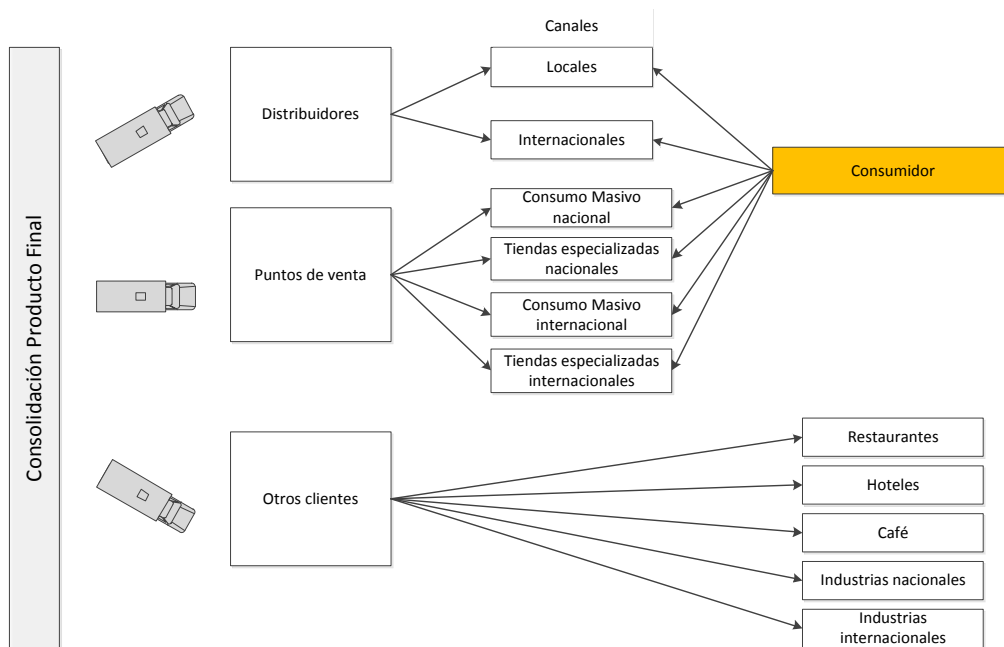 Canales
Consolidación Producto Final
Distribuidores
Locales
Internacionales
Consumidor
Puntos de venta
Consumo Masivo
nacional
Tiendas especializadas
nacionales
Consumo Masivo
internacional
Tiendas especializadas
internacionales
Otros clientes
Restaurantes
Hoteles
Café
Industrias nacionales
Industrias
internacionales